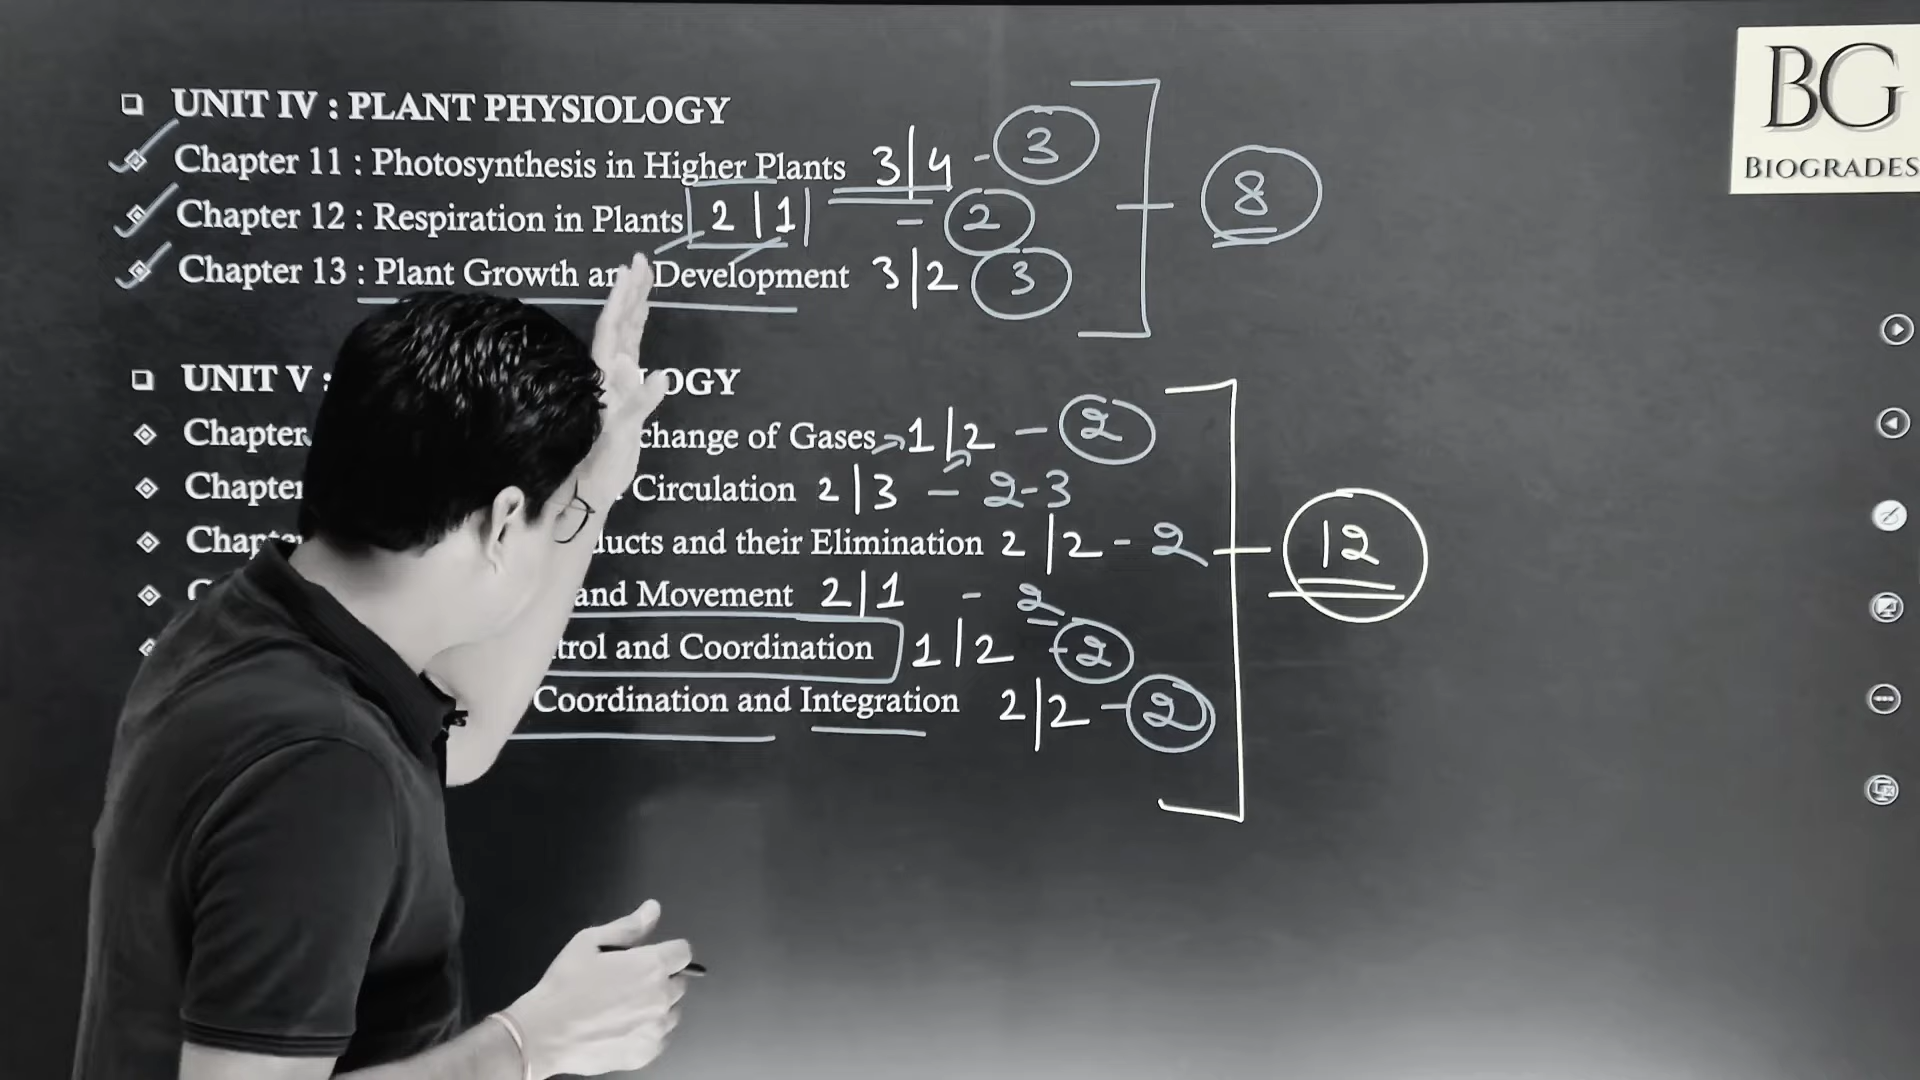 BG
BIOGRADES
UNIT IV : PLANT PHYSIOLOGY
Chapter 11 : Photosynthesis in Higher Plants 3|4 - 3
Chapter 12 : Respiration in Plants 2|1 - 2
Chapter 13 : Plant Growth and Development 3|2 3
8
UNIT V : OGY
Chapter change of Gases 1|2 - 2
Chapter Circulation 2|3 - 2-3
Chapter ducts and their Elimination 2|2 - 2
and Movement 2|1 - 2
trol and Coordination 1|2 - 2
Coordination and Integration 2|2 - 2
12